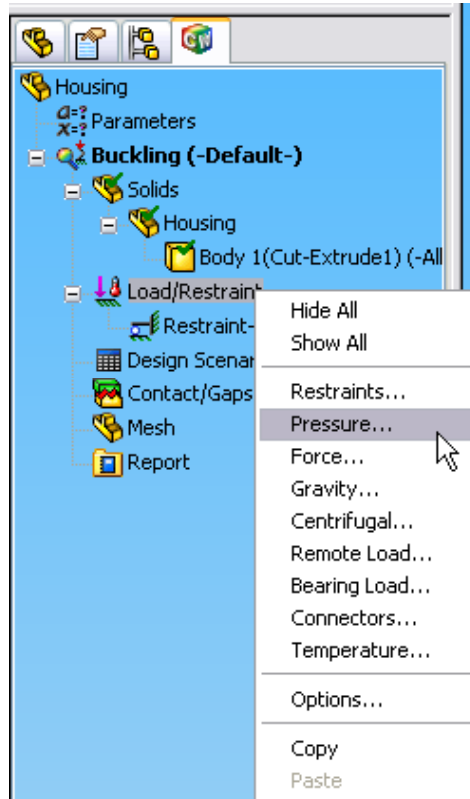 Housing
a=?
x=? Parameters
Buckling (-Default-)
Solids
Housing
Body 1(Cut-Extrude1) (-All
Load/Restraint
Restraint-
Design Scenar
Contact/Gaps
Mesh
Report
Hide All
Show All
Restraints...
Pressure...
Force...
Gravity...
Centrifugal...
Remote Load...
Bearing Load...
Connectors...
Temperature...
Options...
Copy
Paste